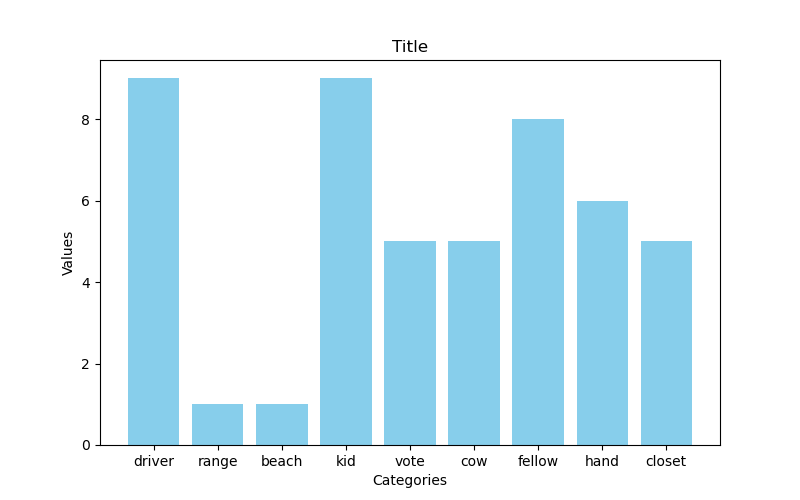 Title
Values
8
6
4
2
0
driver range beach kid vote cow fellow hand closet
Categories